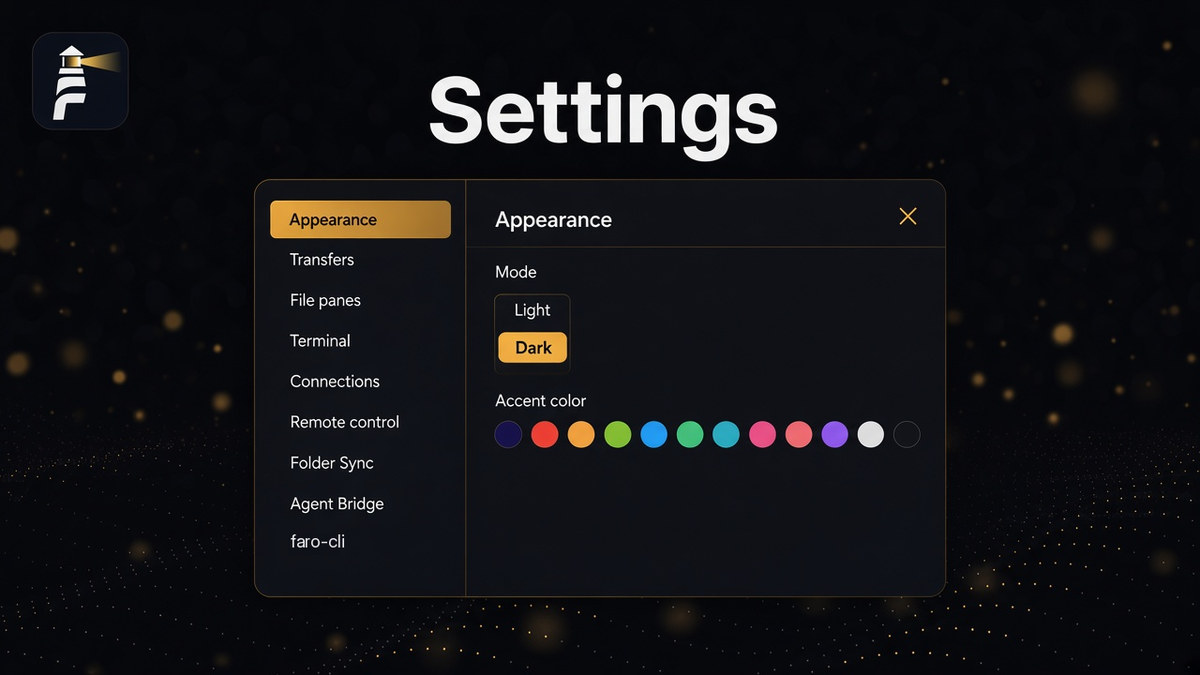 Settings
Appearance
Transfers
File panes
Terminal
Connections
Remote control
Folder Sync
Agent Bridge
faro-cli
Appearance
Mode
Light
Dark
Accent color